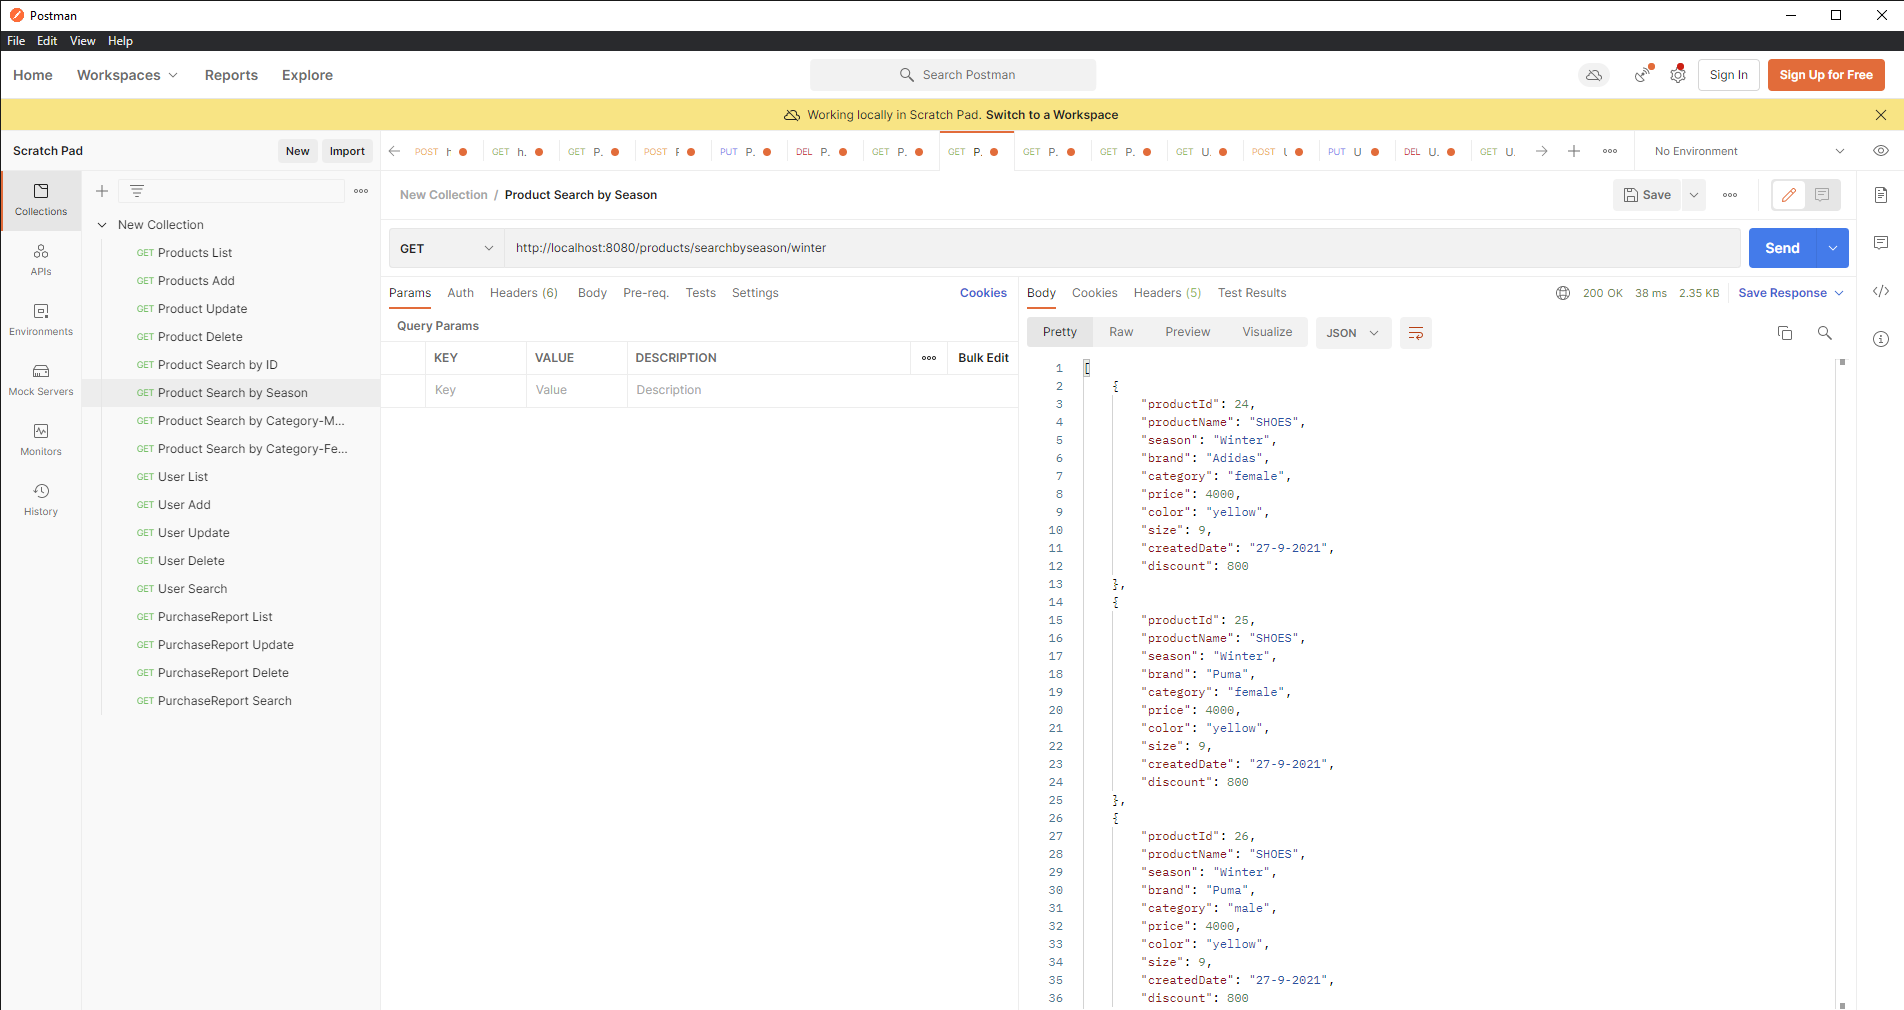 Postman
File Edit View Help
Home Workspaces Reports Explore Search Postman Sign In Sign Up for Free
Working locally in Scratch Pad. Switch to a Workspace
Scratch Pad New Import POST GET h. GET P. POST PUT P. DEL P. GET P. GET P. GET P. GET P. GET U. POST PUT U DEL U. GET U. No Environment
New Collection / Product Search by Season Save
GET http://localhost:8080/products/searchbyseason/winter Send
Collections
APIs
Environments
Mock Servers
Monitors
History
New Collection
GET Products List
GET Products Add
GET Product Update
GET Product Delete
GET Product Search by ID
GET Product Search by Season
GET Product Search by Category-M...
GET Product Search by Category-Fe...
GET User List
GET User Add
GET User Update
GET User Delete
GET User Search
GET PurchaseReport List
GET PurchaseReport Update
GET PurchaseReport Delete
GET PurchaseReport Search
Params Auth Headers (6) Body Pre-req. Tests Settings Cookies
Query Params
KEY VALUE DESCRIPTION Bulk Edit
Key Value Description
Body Cookies Headers (5) Test Results 200 OK 38 ms 2.35 KB Save Response
Pretty Raw Preview Visualize JSON
1 [
2 {
3 "productId": 24,
4 "productName": "SHOES",
5 "season": "Winter",
6 "brand": "Adidas",
7 "category": "female",
8 "price": 4000,
9 "color": "yellow",
10 "size": 9,
11 "createdDate": "27-9-2021",
12 "discount": 800
13 },
14 {
15 "productId": 25,
16 "productName": "SHOES",
17 "season": "Winter",
18 "brand": "Puma",
19 "category": "female",
20 "price": 4000,
21 "color": "yellow",
22 "size": 9,
23 "createdDate": "27-9-2021",
24 "discount": 800
25 },
26 {
27 "productId": 26,
28 "productName": "SHOES",
29 "season": "Winter",
30 "brand": "Puma",
31 "category": "male",
32 "price": 4000,
33 "color": "yellow",
34 "size": 9,
35 "createdDate": "27-9-2021",
36 "discount": 800